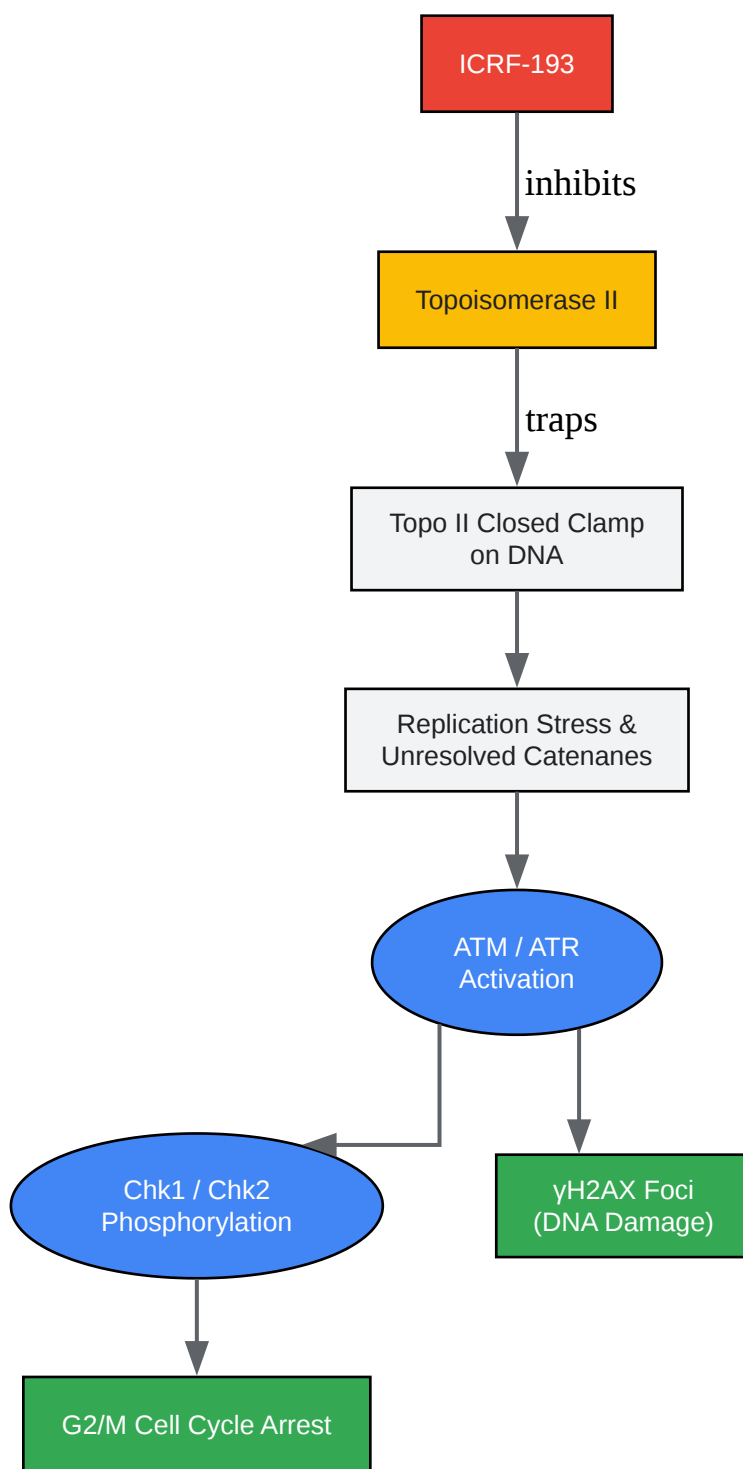 ICRF-193
inhibits
Topoisomerase II
traps
Topo II Closed Clamp
on DNA
Replication Stress &
Unresolved Catenanes
ATM / ATR
Activation
Chk1 / Chk2
Phosphorylation
γH2AX Foci
(DNA Damage)
G2/M Cell Cycle Arrest